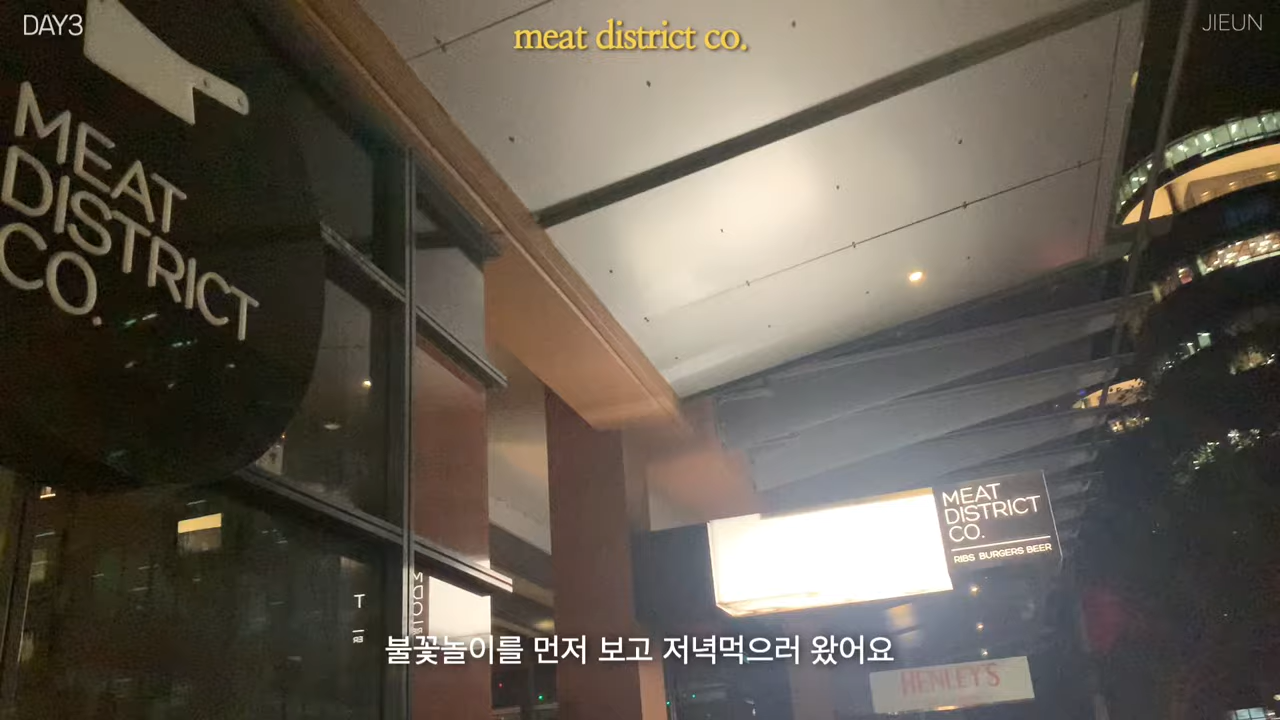 DAY3
meat district co.
JIEUN
MEAT
DISTRICT
CO.
MEAT
DISTRICT
CO.
RIBS BURGERS BEER
HENLEY'S
불꽃놀이를 먼저 보고 저녁먹으러 왔어요